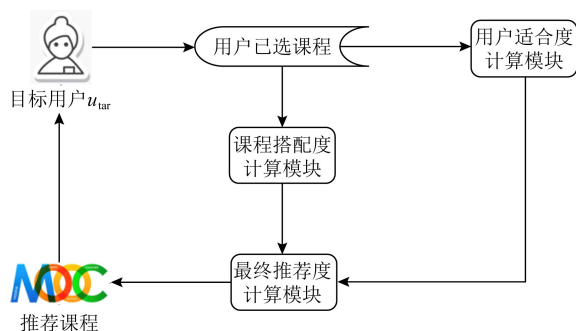 用户已选课程
用户适合度
计算模块
目标用户u_tar
课程搭配度
计算模块
最终推荐度
计算模块
MOOC
推荐课程